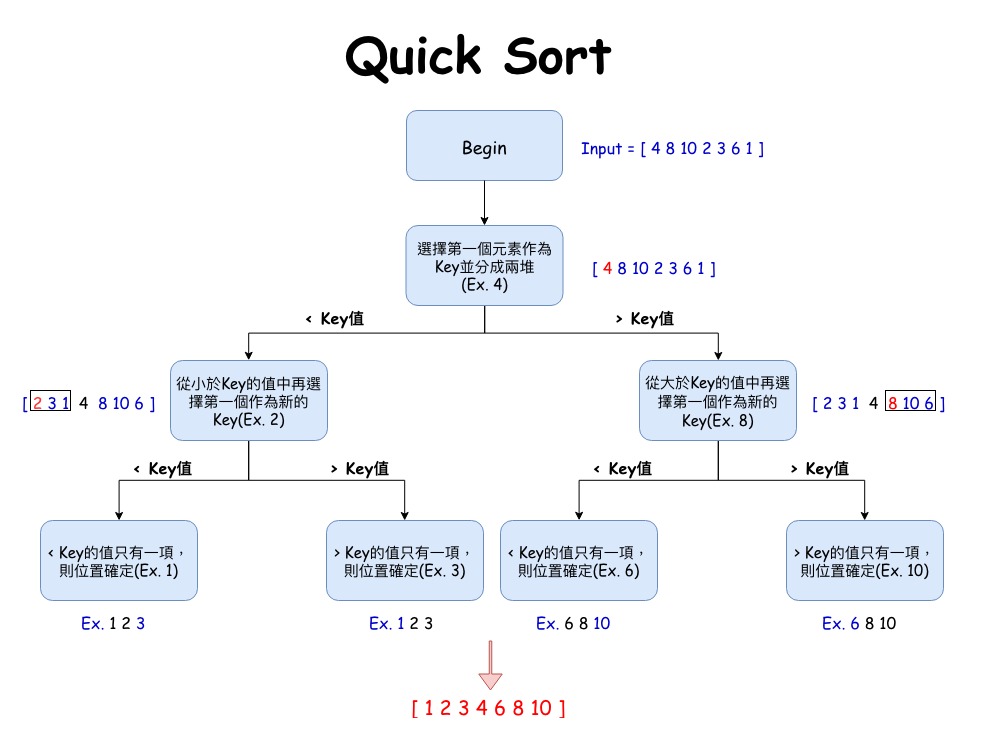 Quick Sort
Begin
Input = [ 4 8 10 2 3 6 1 ]
選擇第一個元素作為
Key並分成兩堆
(Ex. 4)
[ 4 8 10 2 3 6 1 ]
< Key值
> Key值
[ 2 3 1 4 8 10 6 ]
從小於Key的值中再選
擇第一個作為新的
Key(Ex. 2)
從大於Key的值中再選
擇第一個作為新的
Key(Ex. 8)
[ 2 3 1 4 8 10 6 ]
< Key值
> Key值
< Key值
> Key值
< Key的值只有一項，
則位置確定(Ex. 1)
> Key的值只有一項，
則位置確定(Ex. 3)
< Key的值只有一項，
則位置確定(Ex. 6)
> Key的值只有一項，
則位置確定(Ex. 10)
Ex. 1 2 3
Ex. 1 2 3
Ex. 6 8 10
Ex. 6 8 10
[ 1 2 3 4 6 8 10 ]